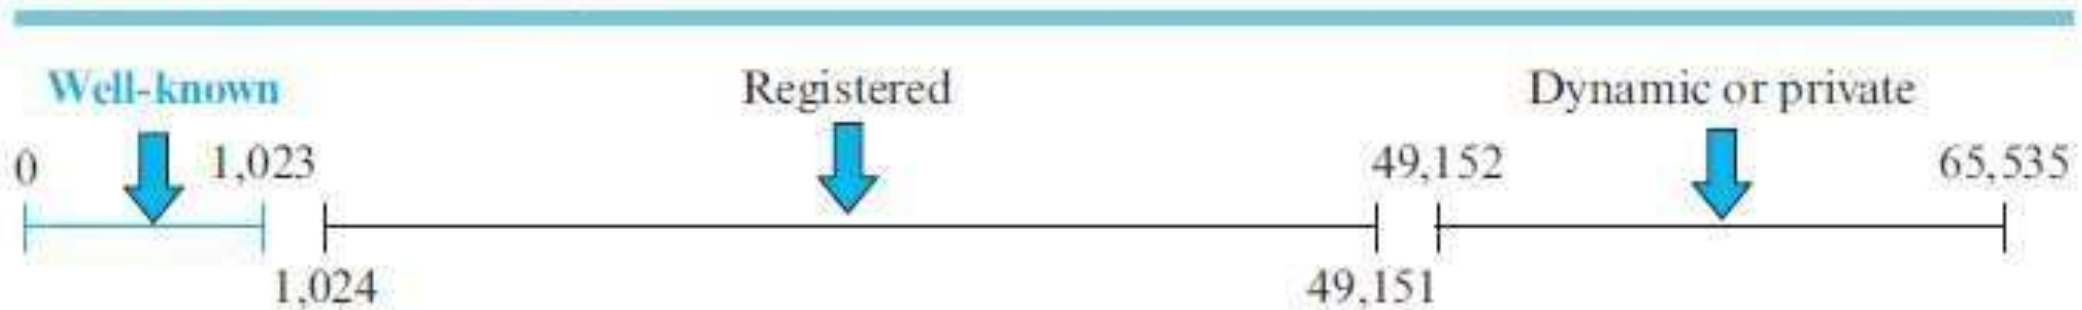 Well-known Registered Dynamic or private
0 1,023 49,152 65,535
1,024 49,151